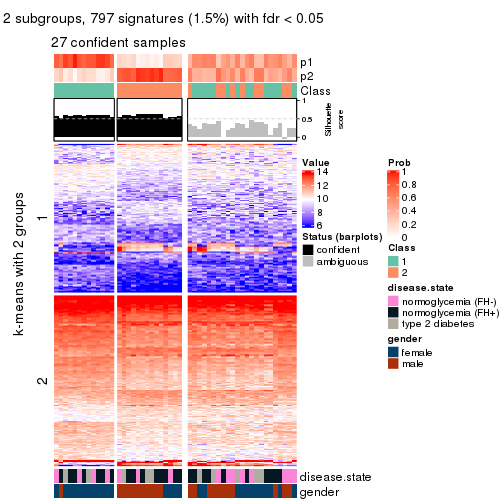 2 subgroups, 797 signatures (1.5%) with fdr < 0.05
27 confident samples
p1
p2
Class
1
0.5
0
Silhouette
score
k-means with 2 groups
1
2
disease.state
gender
Value
14
12
10
8
6
Status (barplots)
confident
ambiguous
Prob
1
0.8
0.6
0.4
0.2
0
Class
1
2
disease.state
normoglycemia (FH-)
normoglycemia (FH+)
type 2 diabetes
gender
female
male